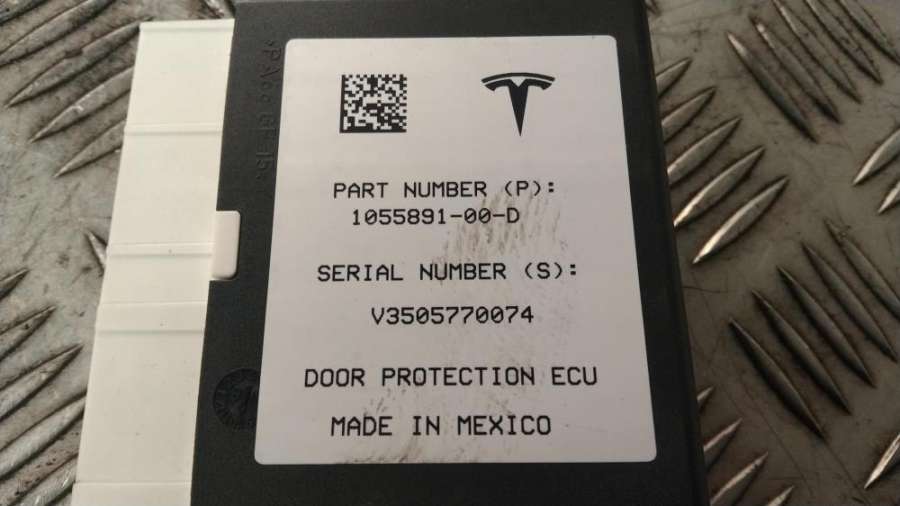 PART NUMBER (P):
1055891-00-D
SERIAL NUMBER (S):
V3505770074
DOOR PROTECTION ECU
MADE IN MEXICO